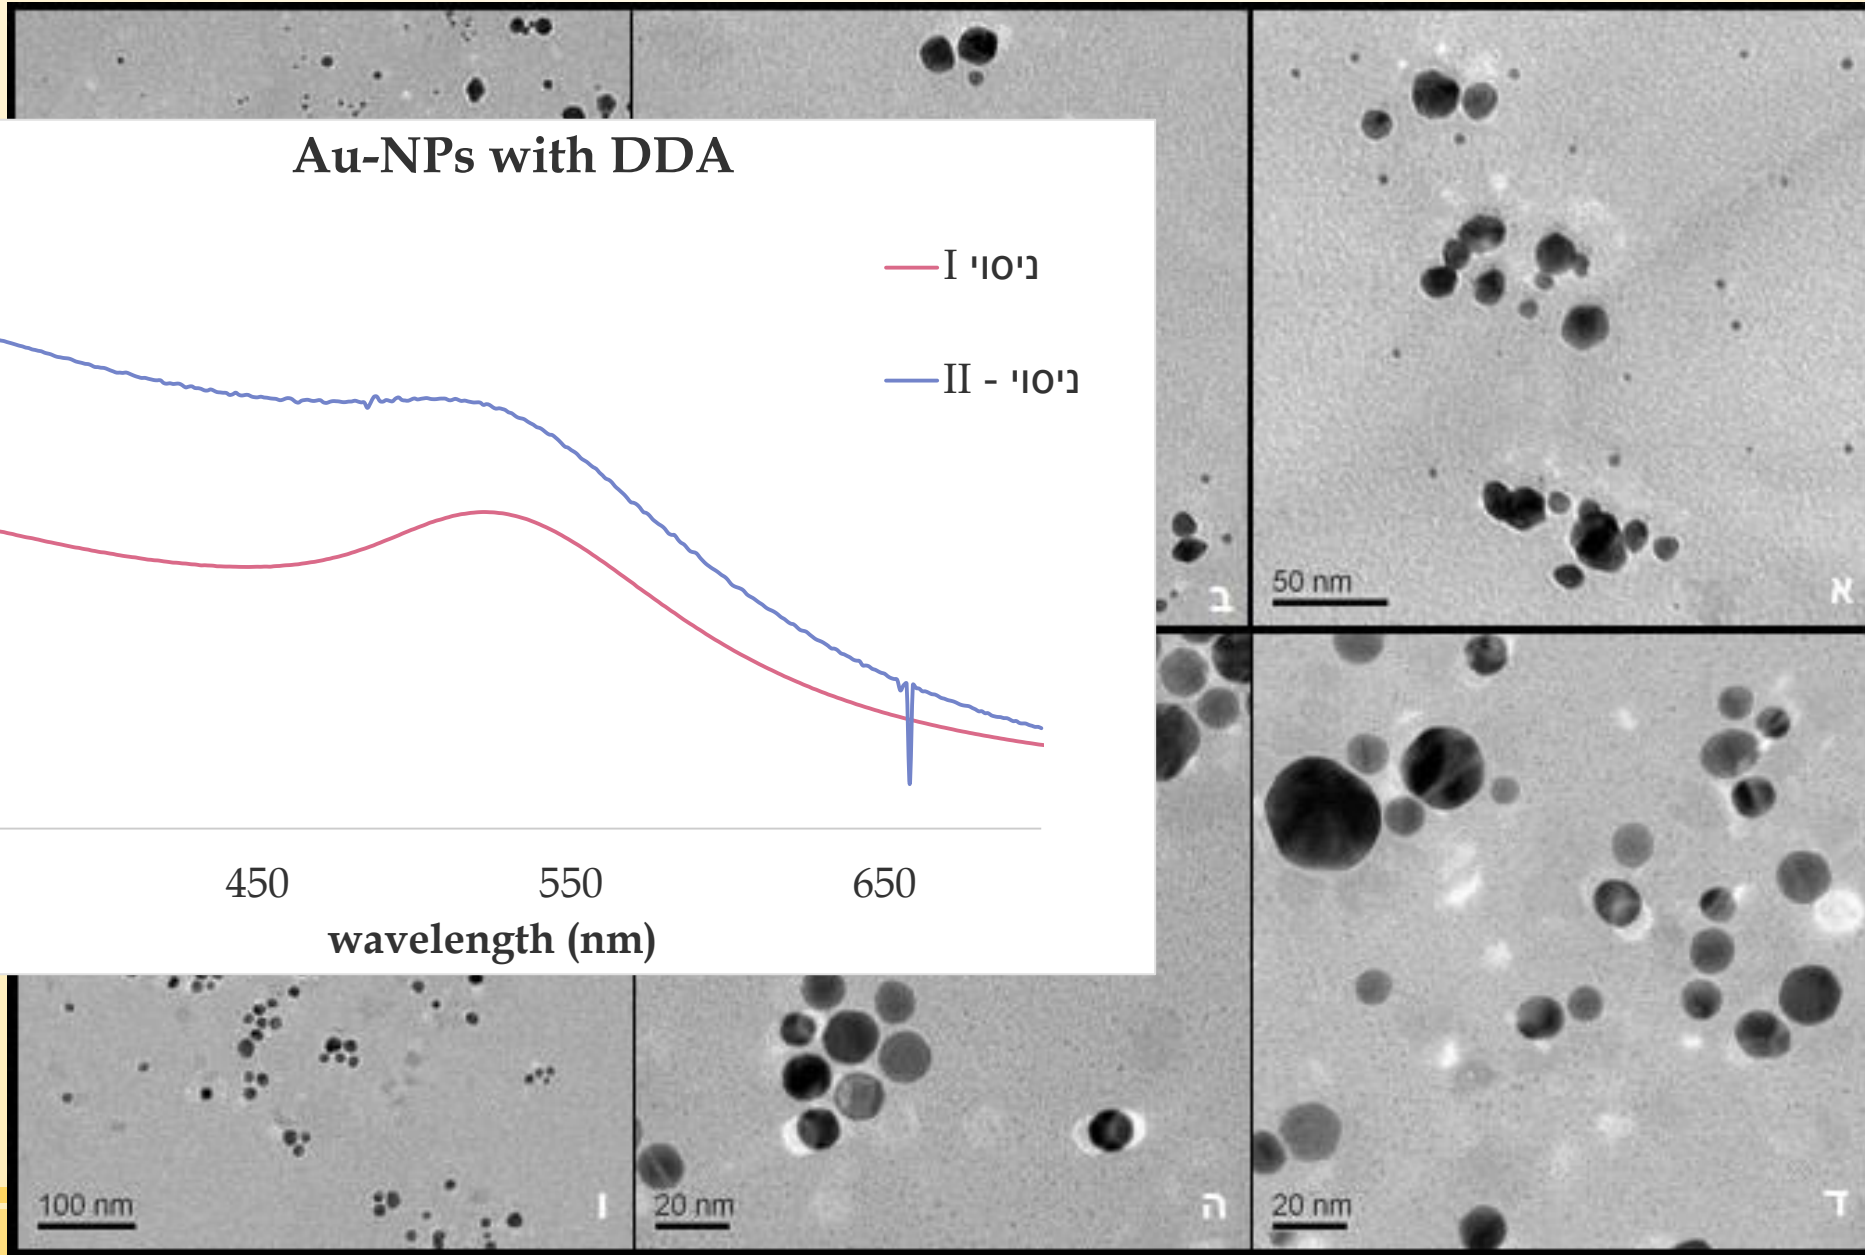 Au-NPs with DDA
ניסוי I
ניסוי - II
450 550 650
wavelength (nm)
50 nm
א
ב
100 nm
ו
20 nm
ה
20 nm
ד